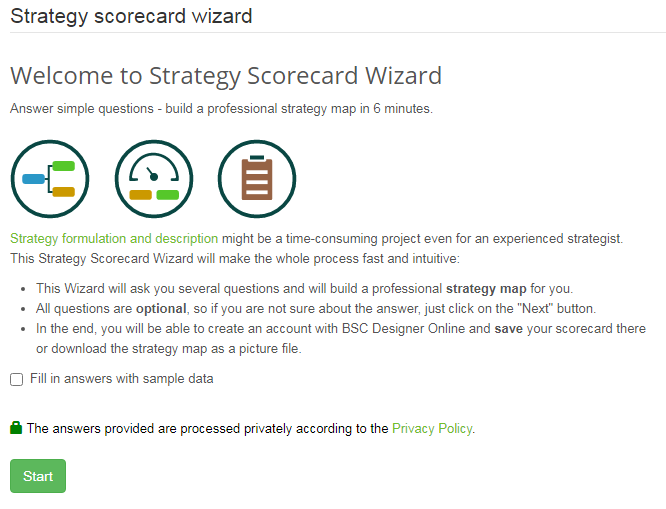 Strategy scorecard wizard
Welcome to Strategy Scorecard Wizard
Answer simple questions - build a professional strategy map in 6 minutes.
Strategy formulation and description might be a time-consuming project even for an experienced strategist.
This Strategy Scorecard Wizard will make the whole process fast and intuitive:
• This Wizard will ask you several questions and will build a professional strategy map for you.
• All questions are optional, so if you are not sure about the answer, just click on the "Next" button.
• In the end, you will be able to create an account with BSC Designer Online and save your scorecard there
or download the strategy map as a picture file.
Fill in answers with sample data
The answers provided are processed privately according to the Privacy Policy.
Start